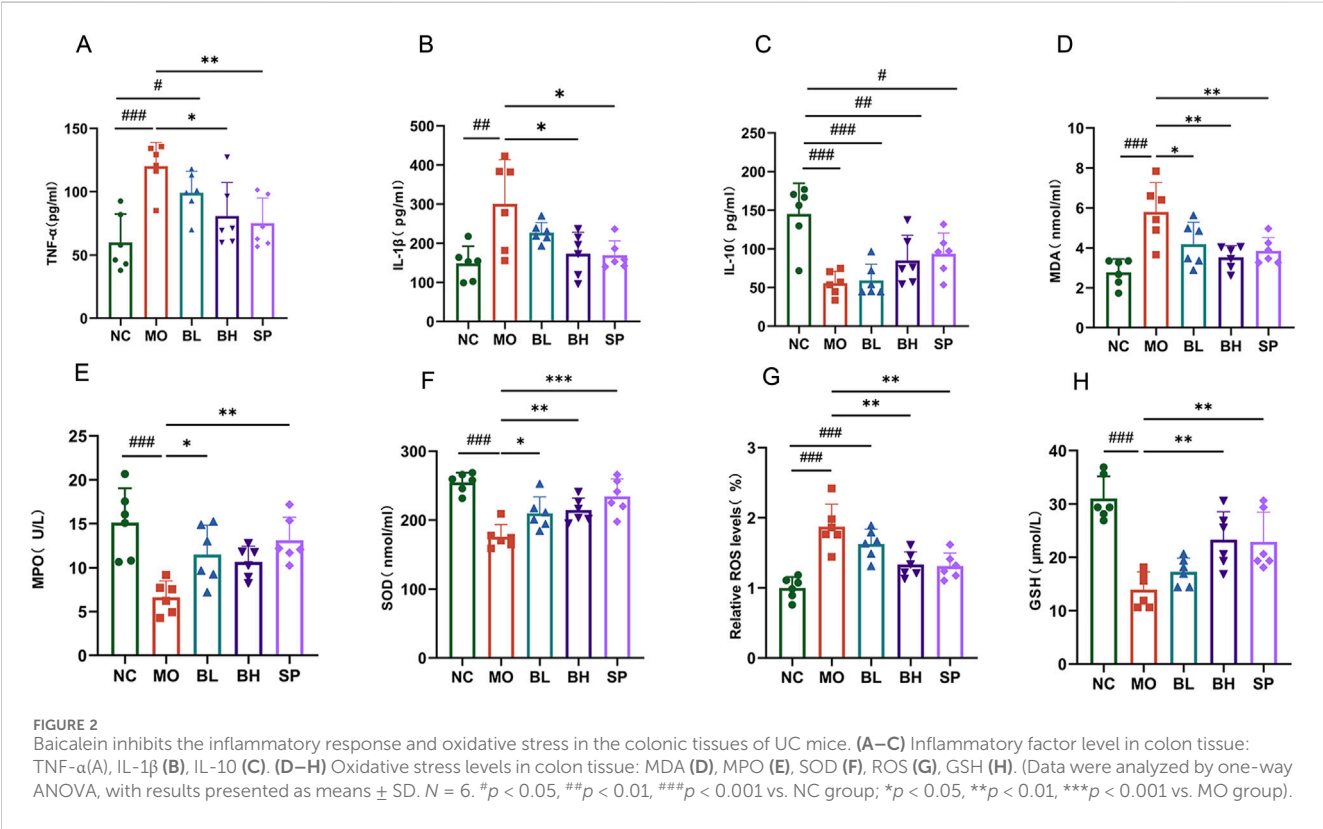 A
**
#
###
*
TNF-α(pg/ml)
150
100
50
0
NC MO BL BH SP
B
*
##
*
IL-1β ( pg/ml)
500
400
300
200
100
0
NC MO BL BH SP
C
#
##
###
###
IL-10( pg/ml)
250
200
150
100
50
0
NC MO BL BH SP
D
**
**
###
*
MDA( nmol/ml)
10
8
6
4
2
0
NC MO BL BH SP
E
**
###
*
MPO( U/L)
25
20
15
10
5
0
NC MO BL BH SP
F
***
**
###
*
SOD( nmol/ml)
300
200
100
0
NC MO BL BH SP
G
**
**
###
###
Relative ROS levels( %)
3
2
1
0
NC MO BL BH SP
H
**
###
**
GSH( μmol/L)
40
30
20
10
0
NC MO BL BH SP
FIGURE 2
Baicalein inhibits the inflammatory response and oxidative stress in the colonic tissues of UC mice. (A–C) Inflammatory factor level in colon tissue:
TNF-α(A), IL-1β (B), IL-10 (C). (D–H) Oxidative stress levels in colon tissue: MDA (D), MPO (E), SOD (F), ROS (G), GSH (H). (Data were analyzed by one-way
ANOVA, with results presented as means ± SD. N = 6. #p < 0.05, ##p < 0.01, ###p < 0.001 vs. NC group; *p < 0.05, **p < 0.01, ***p < 0.001 vs. MO group).